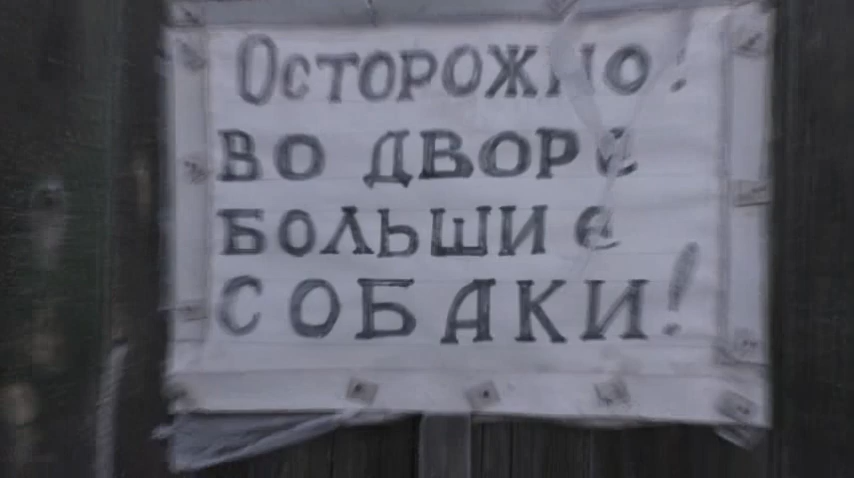 Осторожно!
во дворе
большие
собаки!